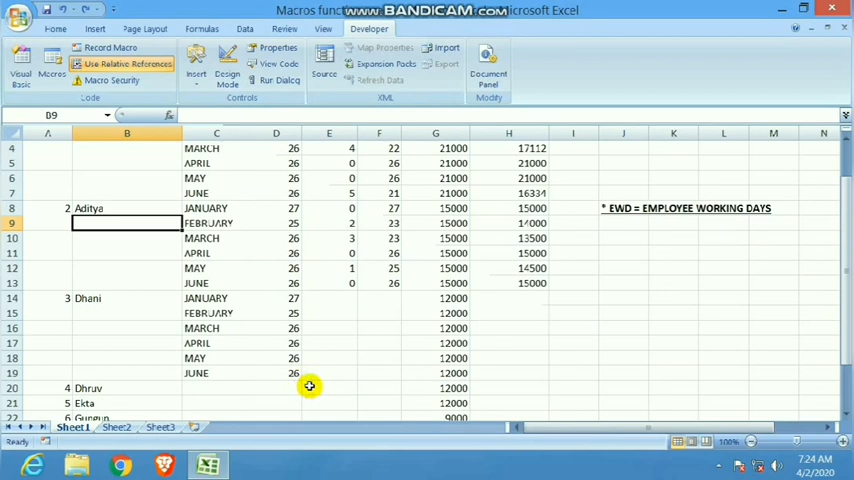 Macros func
www.BANDICAM.com
icrosoft Excel
Home Insert Page Layout Formulas Data Review View Developer
Visual Basic
Macros
Record Macro
Use Relative References
Macro Security
Code
Insert
Design Mode
Properties
View Code
Run Dialog
Controls
Source
Map Properties
Expansion Packs
Refresh Data
Import
Export
XML
Document Panel
Modify
B9 fx
A B C D E F G H I J K L M N
4 MARCH 26 4 22 21000 17112
5 APRIL 26 0 26 21000 21000
6 MAY 26 0 26 21000 21000
7 JUNE 26 5 21 21000 16334
8 2 Aditya JANUARY 27 0 27 15000 15000 * EWD = EMPLOYEE WORKING DAYS
9 FEBRUARY 25 2 23 15000 14000
10 MARCH 26 3 23 15000 13500
11 APRIL 26 0 26 15000 15000
12 MAY 26 1 25 15000 14500
13 JUNE 26 0 26 15000 15000
14 3 Dhani JANUARY 27 12000
15 FEBRUARY 25 12000
16 MARCH 26 12000
17 APRIL 26 12000
18 MAY 26 12000
19 JUNE 26 12000
20 4 Dhruv 12000
21 5 Ekta 12000
22 6 Gungun 9000
Sheet1 Sheet2 Sheet3
Ready 100%
7:24 AM
4/2/2020